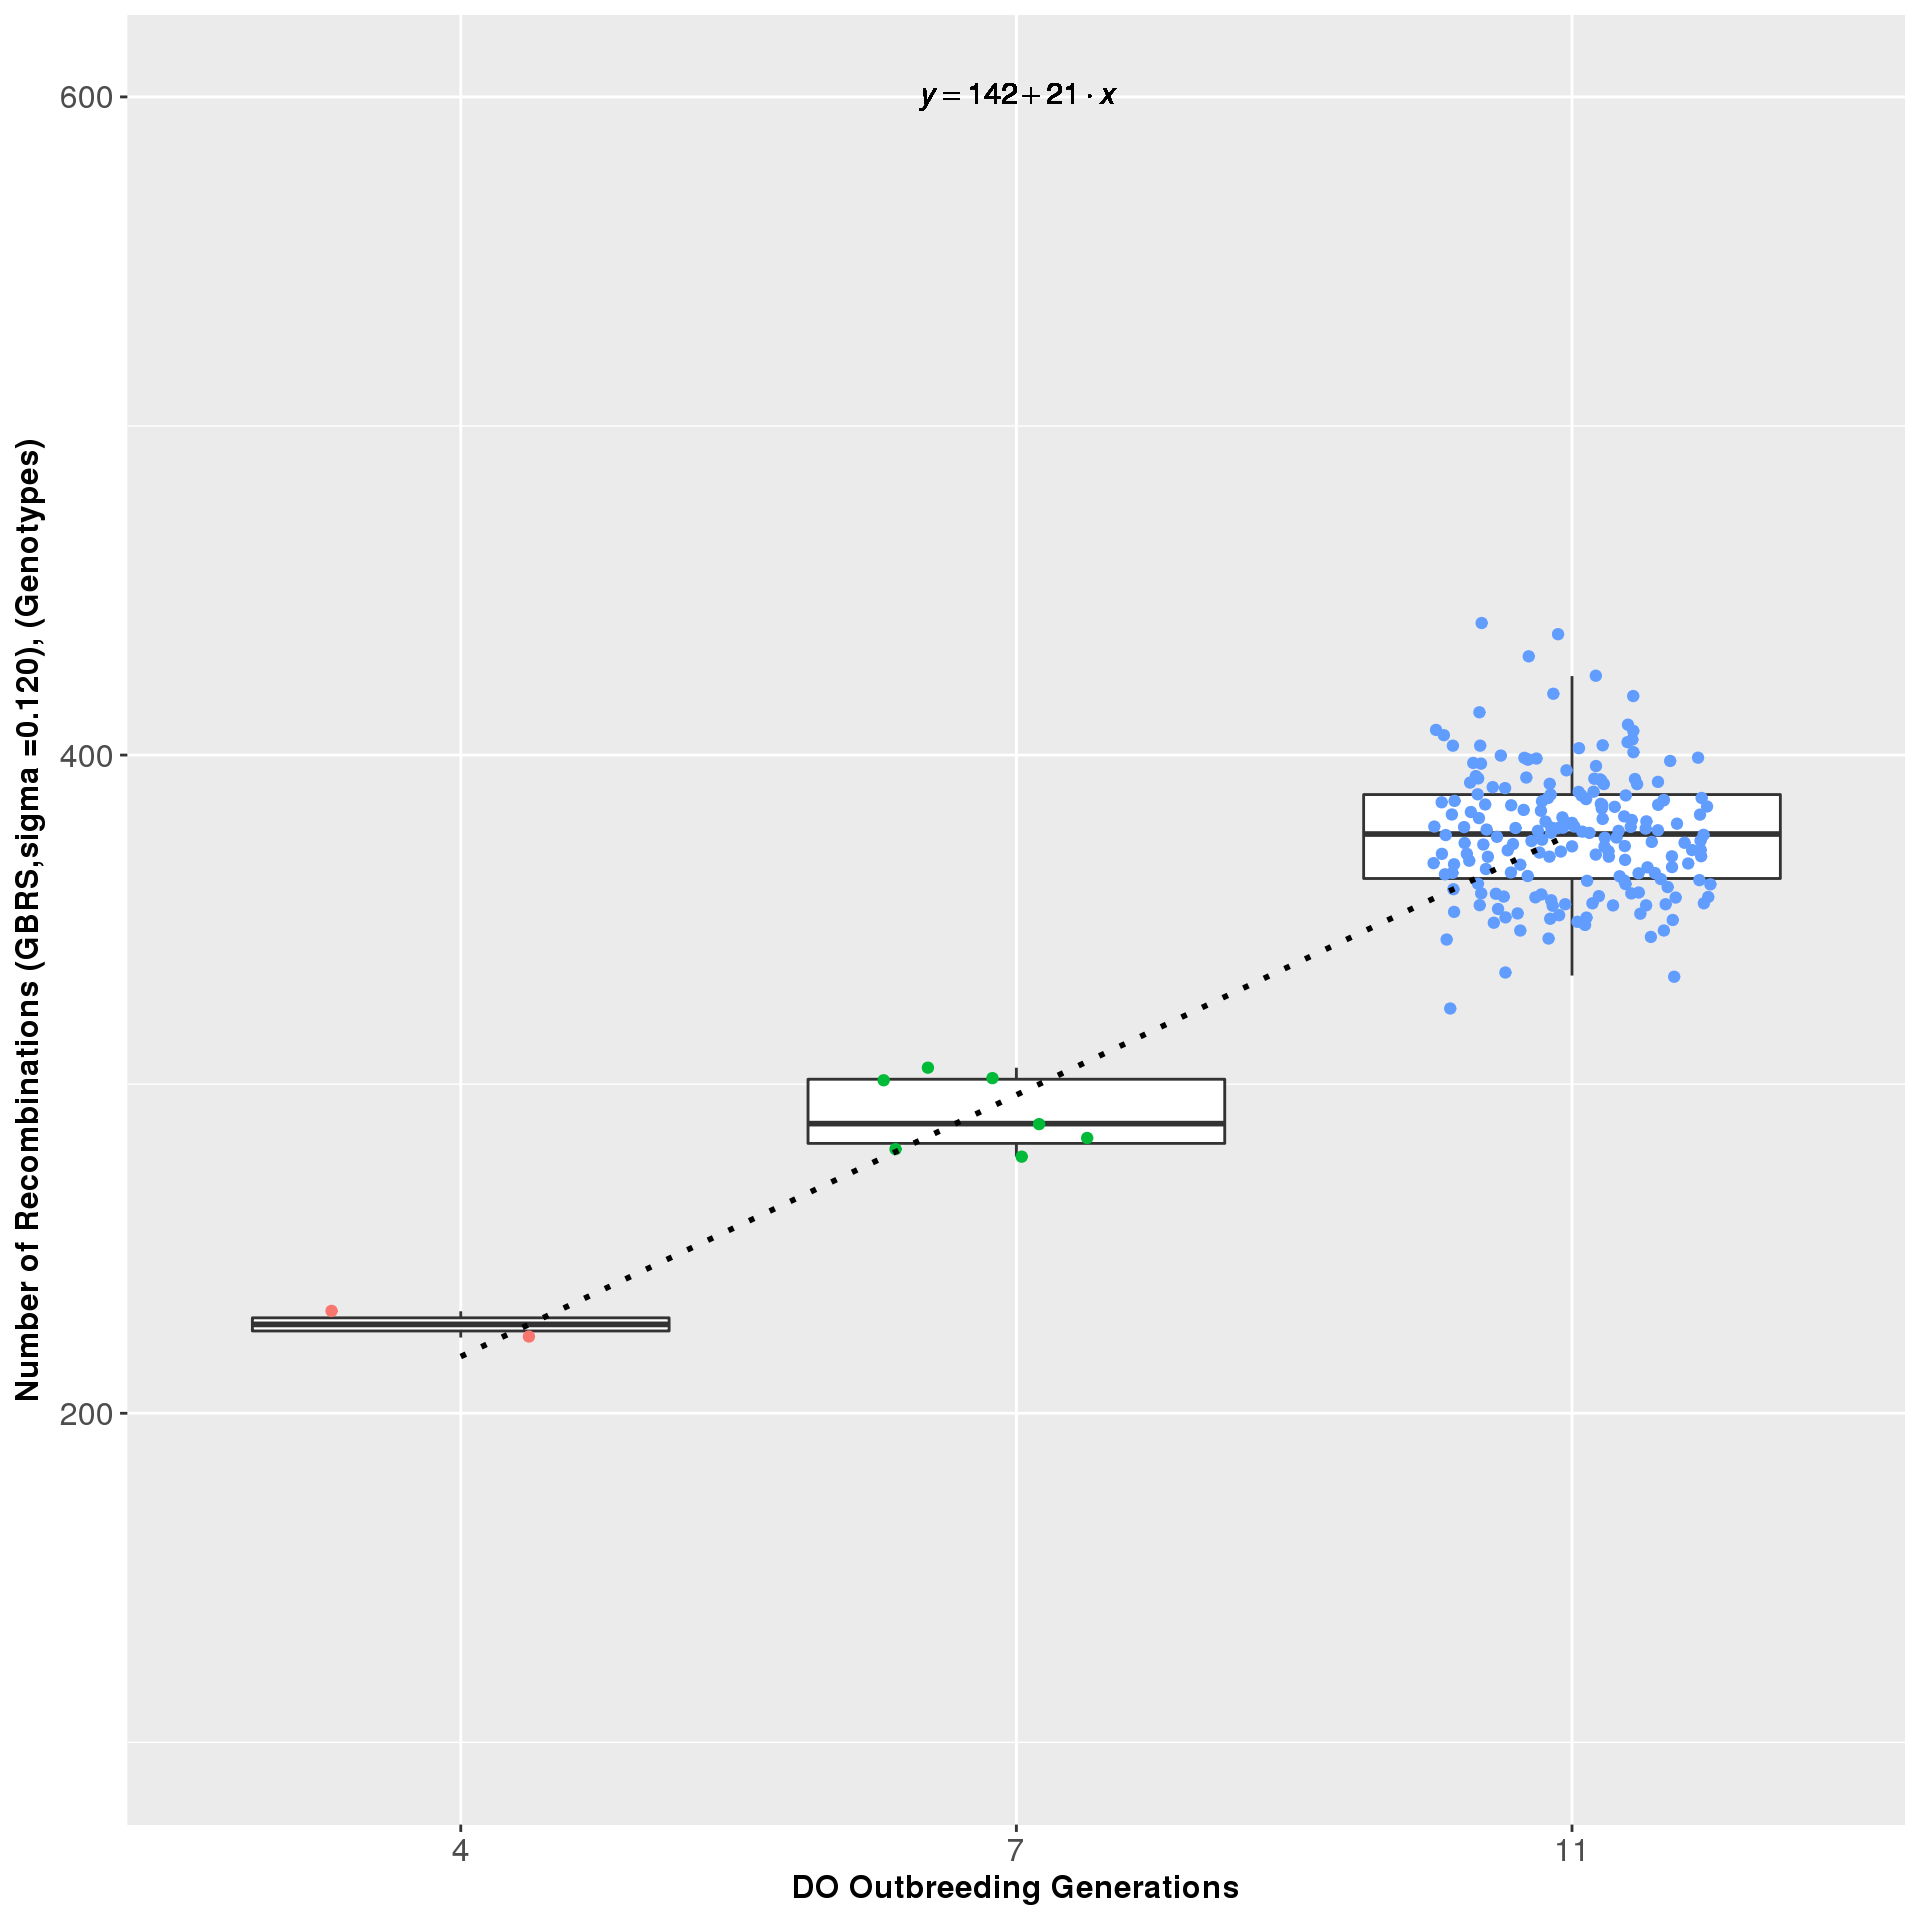 y = 142 + 21 · x
600
400
200
Number of Recombinations (GBRS,sigma =0.120), (Genotypes)
4 7 11
DO Outbreeding Generations